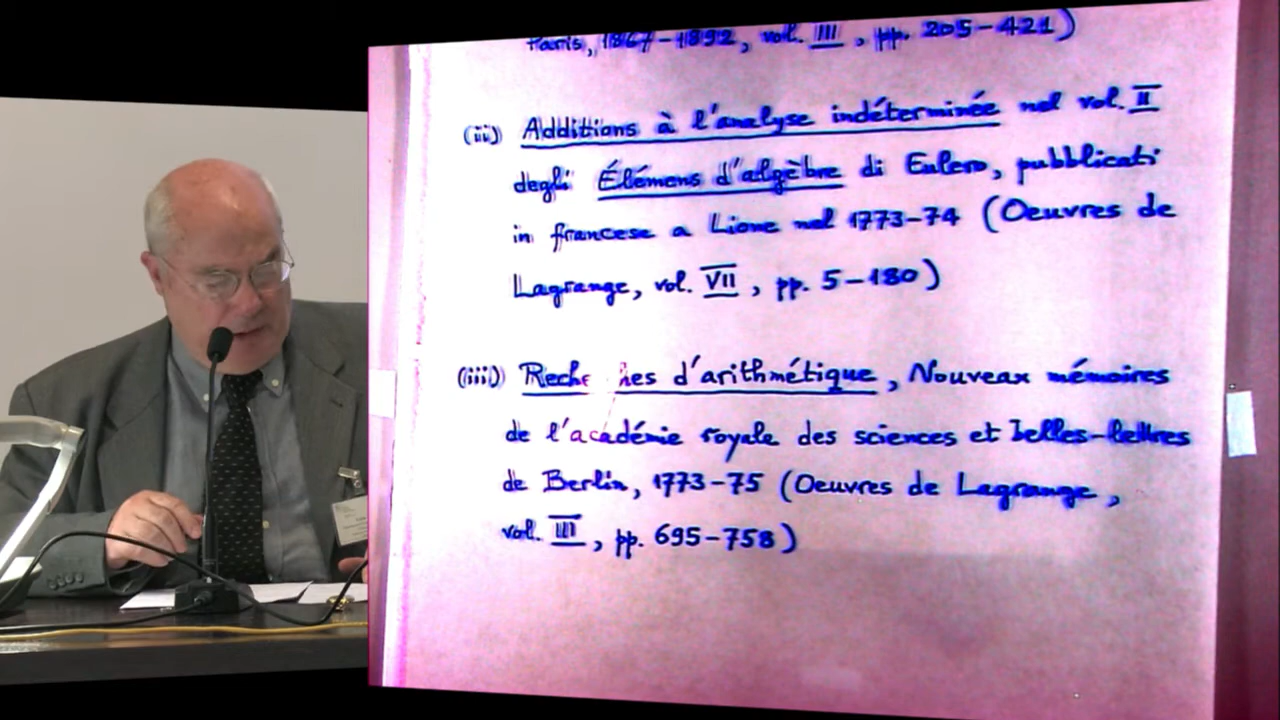 Paris, 1867-1892, vol. III, pp. 205-421)
(ii) Additions à l'analyse indéterminée nel vol. II
degli Élémens d'algèbre di Eulero, pubblicati
in francese a Lione nel 1773-74 (Oeuvres de
Lagrange, vol. VII, pp. 5-180)
(iii) Recherches d'arithmétique, Nouveax mémoires
de l'académie royale des sciences et belles-lettres
de Berlin, 1773-75 (Oeuvres de Lagrange,
vol. III, pp. 695-758)